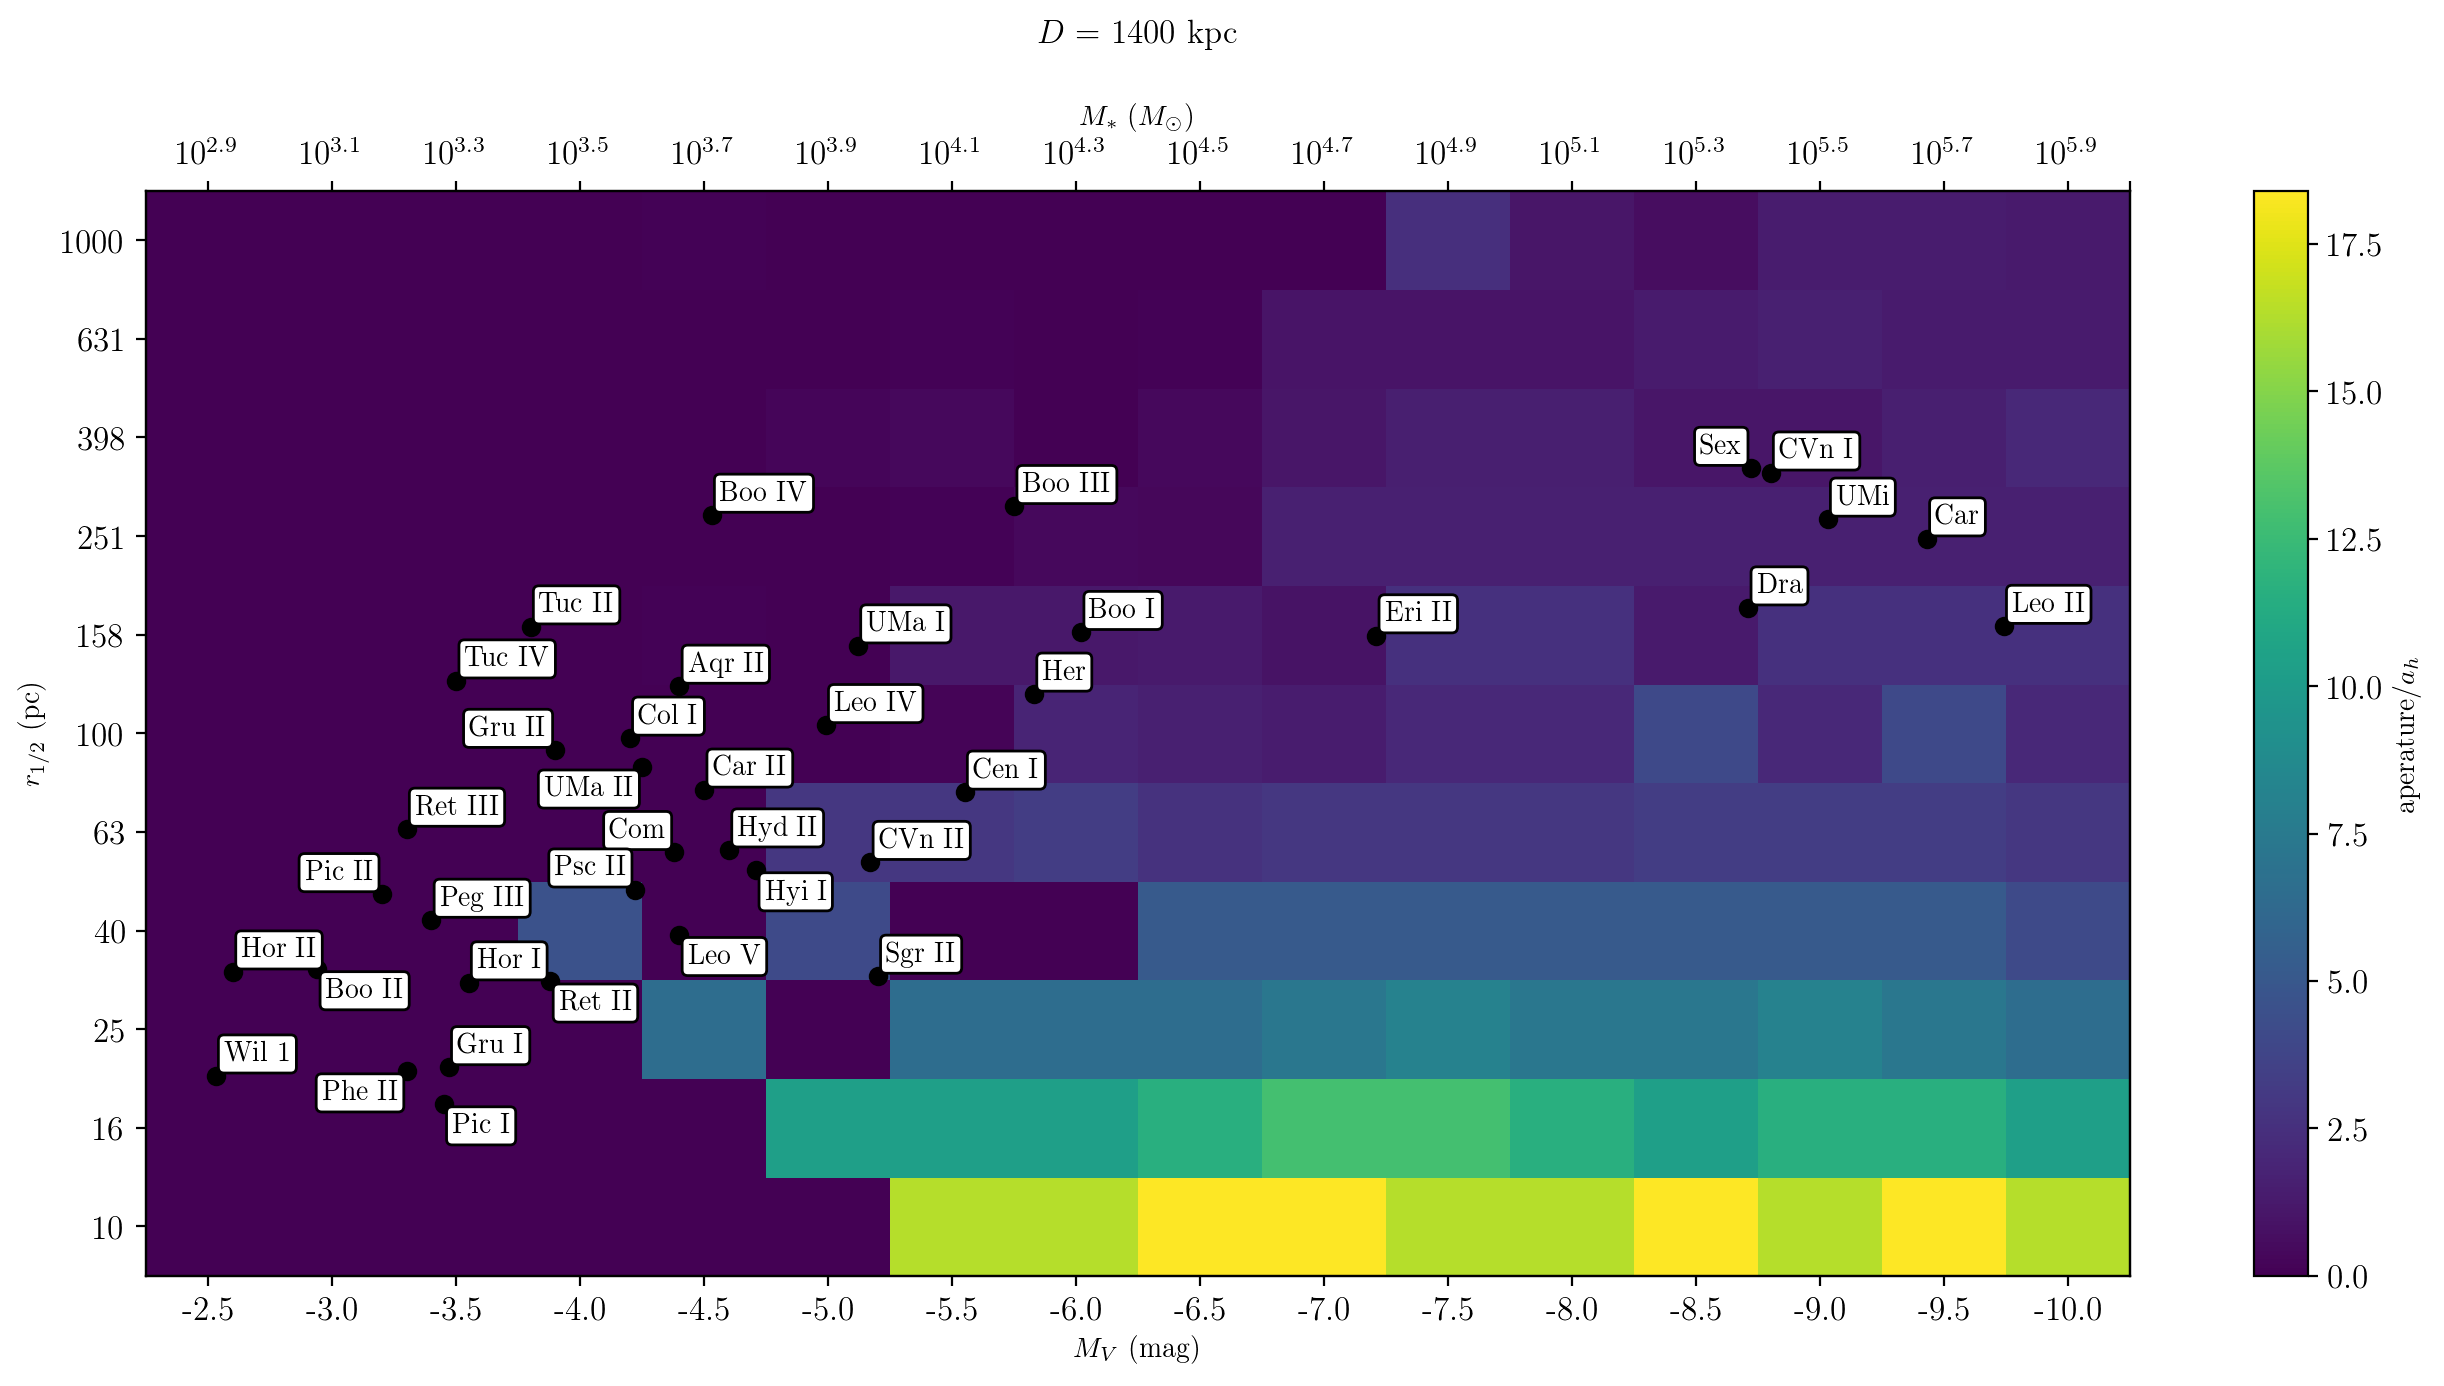 D = 1400 kpc
M* (M⊙)
10^2.9 10^3.1 10^3.3 10^3.5 10^3.7 10^3.9 10^4.1 10^4.3 10^4.5 10^4.7 10^4.9 10^5.1 10^5.3 10^5.5 10^5.7 10^5.9
1000
631
398
251
158
100
63
40
25
16
10
r1/2 (pc)
Sex
CVn I
Boo IV
Boo III
UMi
Car
Tuc II
UMa I
Boo I
Eri II
Dra
Leo II
Tuc IV
Aqr II
Her
Gru II
Col I
Leo IV
UMa II
Car II
Cen I
Ret III
Com
Hyd II
CVn II
Pic II
Psc II
Hyi I
Peg III
Hor II
Hor I
Leo V
Sgr II
Boo II
Ret II
Wil 1
Gru I
Phe II
Pic I
-2.5 -3.0 -3.5 -4.0 -4.5 -5.0 -5.5 -6.0 -6.5 -7.0 -7.5 -8.0 -8.5 -9.0 -9.5 -10.0
MV (mag)
17.5
15.0
12.5
10.0
7.5
5.0
2.5
0.0
aperature/ah